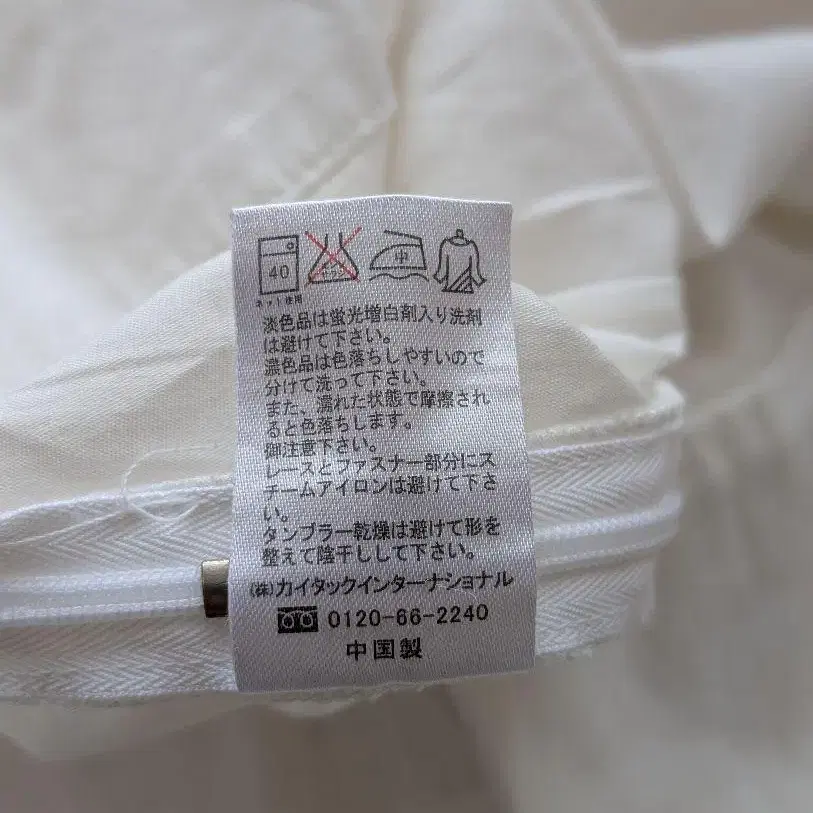 40
ネット使用
中
淡色品は蛍光増白剤入り洗剤
は避けて下さい。
濃色品は色落ちしやすいので
分けて洗って下さい。
また、濡れた状態で摩擦され
ると色落ちします。
御注意下さい。
レースとファスナー部分にス
チームアイロンは避けて下さ
い。
タンブラー乾燥は避けて形を
整えて陰干しして下さい。
(株)カイタックインターナショナル
0120-66-2240
中国製